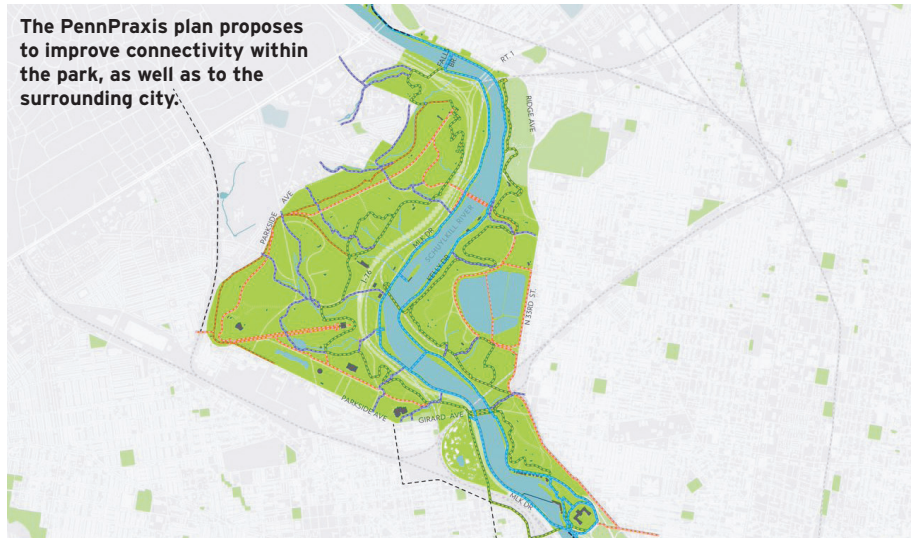 The PennPraxis plan proposes
to improve connectivity within
the park, as well as to the
surrounding city.
FALLS BR.
RT 1
RIDGE AVE
PARKSIDE AVE
MLK DR
SCHUYLKILL RIVER
KELLY DR
I-76
N 33RD ST.
PARKSIDE AVE
GIRARD AVE
MLK DR